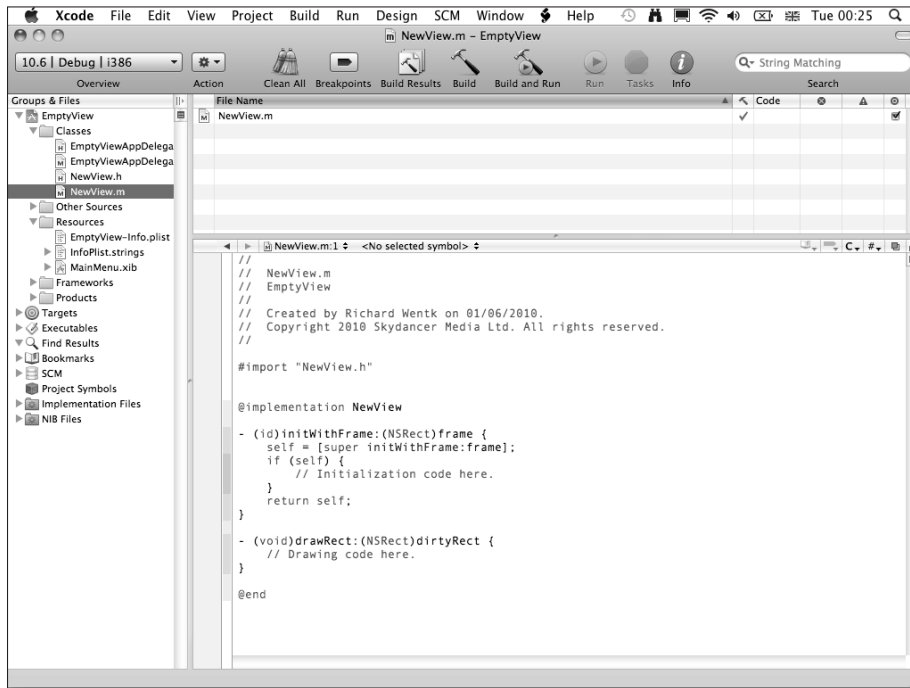 Xcode File Edit View Project Build Run Design SCM Window Help Tue 00:25
NewView.m – EmptyView
10.6 | Debug | i386
String Matching
Overview Action Clean All Breakpoints Build Results Build Build and Run Run Tasks Info Search
Groups & Files
EmptyView
Classes
EmptyViewAppDelega
EmptyViewAppDelega
NewView.h
NewView.m
Other Sources
Resources
EmptyView-Info.plist
InfoPlist.strings
MainMenu.xib
Frameworks
Products
Targets
Executables
Find Results
Bookmarks
SCM
Project Symbols
Implementation Files
NIB Files
File Name Code
NewView.m
NewView.m:1 <No selected symbol> C #
//
// NewView.m
// EmptyView
//
// Created by Richard Wentk on 01/06/2010.
// Copyright 2010 Skydancer Media Ltd. All rights reserved.
//
#import "NewView.h"
@implementation NewView
- (id)initWithFrame:(NSRect)frame {
self = [super initWithFrame:frame];
if (self) {
// Initialization code here.
}
return self;
}
- (void)drawRect:(NSRect)dirtyRect {
// Drawing code here.
}
@end